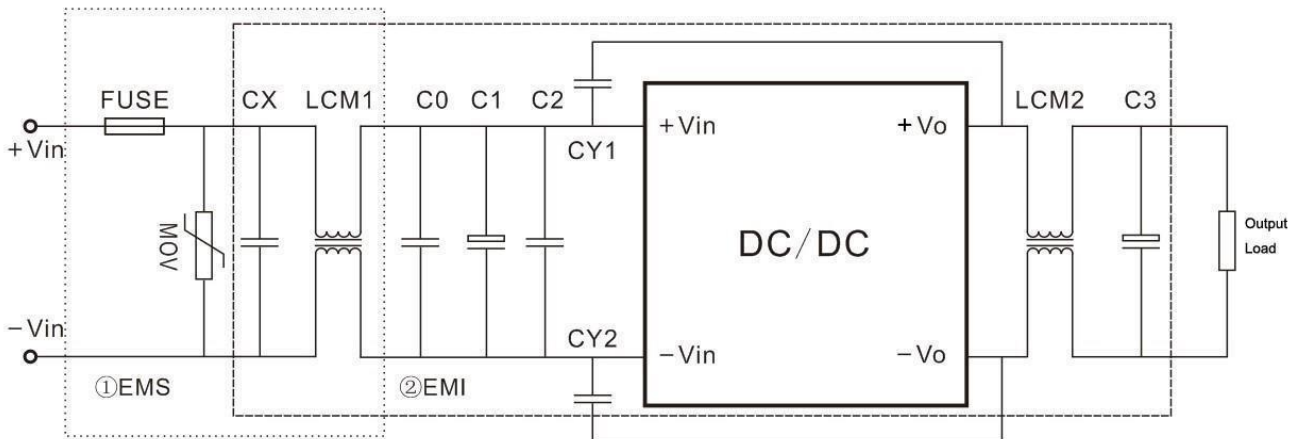 FUSE
CX
LCM1
C0
C1
C2
LCM2
C3
+Vin
CY1
+Vin
+Vo
MOV
DC/DC
Output
Load
-Vin
CY2
-Vin
-Vo
①EMS
②EMI